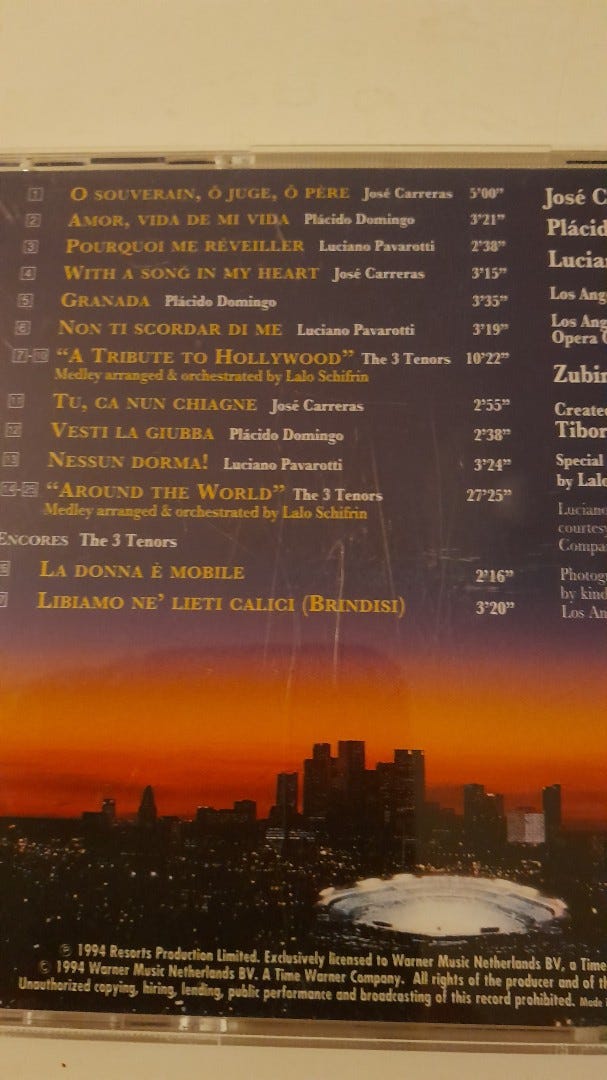 1 O SOUVERAIN, Ô JUGE, Ô PÈRE José Carreras 5'00"
2 AMOR, VIDA DE MI VIDA Plácido Domingo 3'21"
3 POURQUOI ME RÉVEILLER Luciano Pavarotti 2'38"
4 WITH A SONG IN MY HEART José Carreras 3'15"
5 GRANADA Plácido Domingo 3'35"
6 NON TI SCORDAR DI ME Luciano Pavarotti 3'19"
7-10 "A TRIBUTE TO HOLLYWOOD" The 3 Tenors 10'22"
Medley arranged & orchestrated by Lalo Schifrin
11 TU, CA NUN CHIAGNE José Carreras 2'55"
12 VESTI LA GIUBBA Plácido Domingo 2'38"
13 NESSUN DORMA! Luciano Pavarotti 3'24"
14-25 "AROUND THE WORLD" The 3 Tenors 27'25"
Medley arranged & orchestrated by Lalo Schifrin
ENCORES The 3 Tenors
6 LA DONNA È MOBILE 2'16"
7 LIBIAMO NE' LIETI CALICI (BRINDISI) 3'20"
José C
Plácid
Lucian
Los Ang
Los Ang
Opera C
Zubin
Created
Tibor
Special
by Lalo
Luciano
courtesy
Compa
Photog
by kind
Los An
℗ 1994 Resorts Production Limited. Exclusively licensed to Warner Music Netherlands BV, a Time
© 1994 Warner Music Netherlands BV. A Time Warner Company. All rights of the producer and of th
Unauthorized copying, hiring, lending, public performance and broadcasting of this record prohibited. Made